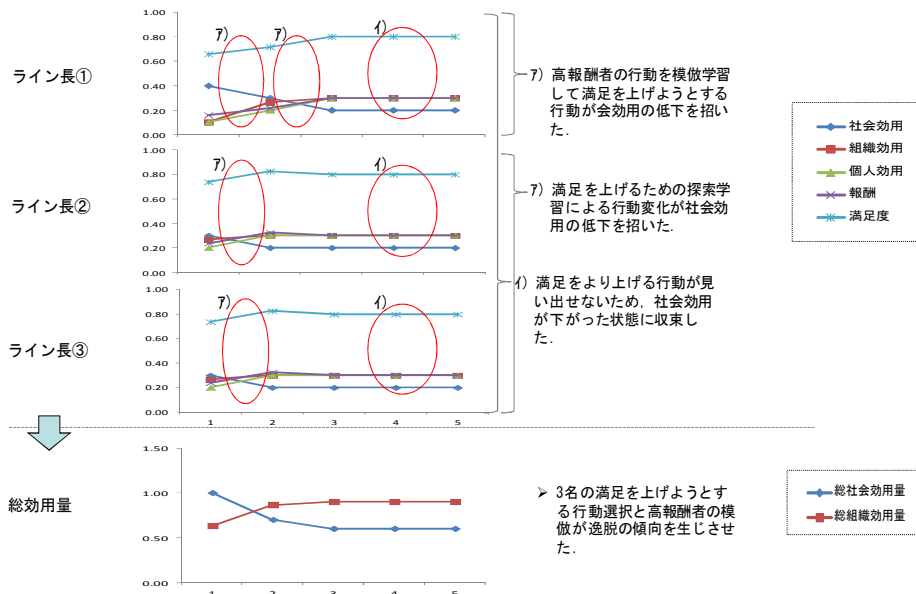 ライン長①
1.00
0.80
0.60
0.40
0.20
0.00
ｱ)
ｱ)
ｲ)
ｱ) 高報酬者の行動を模倣学習
して満足を上げようとする
行動が会効用の低下を招い
た.
社会効用
組織効用
個人効用
報酬
満足度
ライン長②
1.00
0.80
0.60
0.40
0.20
0.00
ｱ)
ｲ)
ｱ) 満足を上げるための探索学
習による行動変化が社会効
用の低下を招いた.
ｲ) 満足をより上げる行動が見
い出せないため, 社会効用
が下がった状態に収束し
た.
ライン長③
1.00
0.80
0.60
0.40
0.20
0.00
ｱ)
ｲ)
1 2 3 4 5
総効用量
1.50
1.00
0.50
0.00
1 2 3 4 5
➢ 3名の満足を上げようとす
る行動選択と高報酬者の模
倣が逸脱の傾向を生じさせ
た.
総社会効用量
総組織効用量